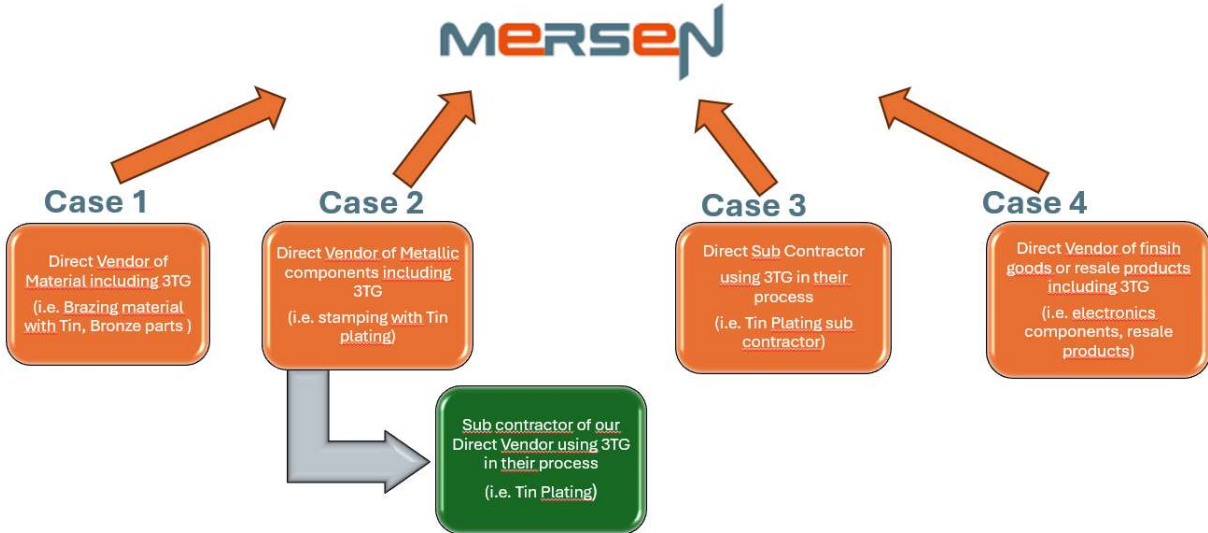 MERSEN
Case 1
Direct Vendor of
Material including 3TG
(i.e. Brazing material
with Tin, Bronze parts )
Case 2
Direct Vendor of Metallic
components including
3TG
(i.e. stamping with Tin
plating)
Sub contractor of our
Direct Vendor using 3TG
in their process
(i.e. Tin Plating)
Case 3
Direct Sub Contractor
using 3TG in their
process
(i.e. Tin Plating sub
contractor)
Case 4
Direct Vendor of finsih
goods or resale products
including 3TG
(i.e. electronics
components, resale
products)